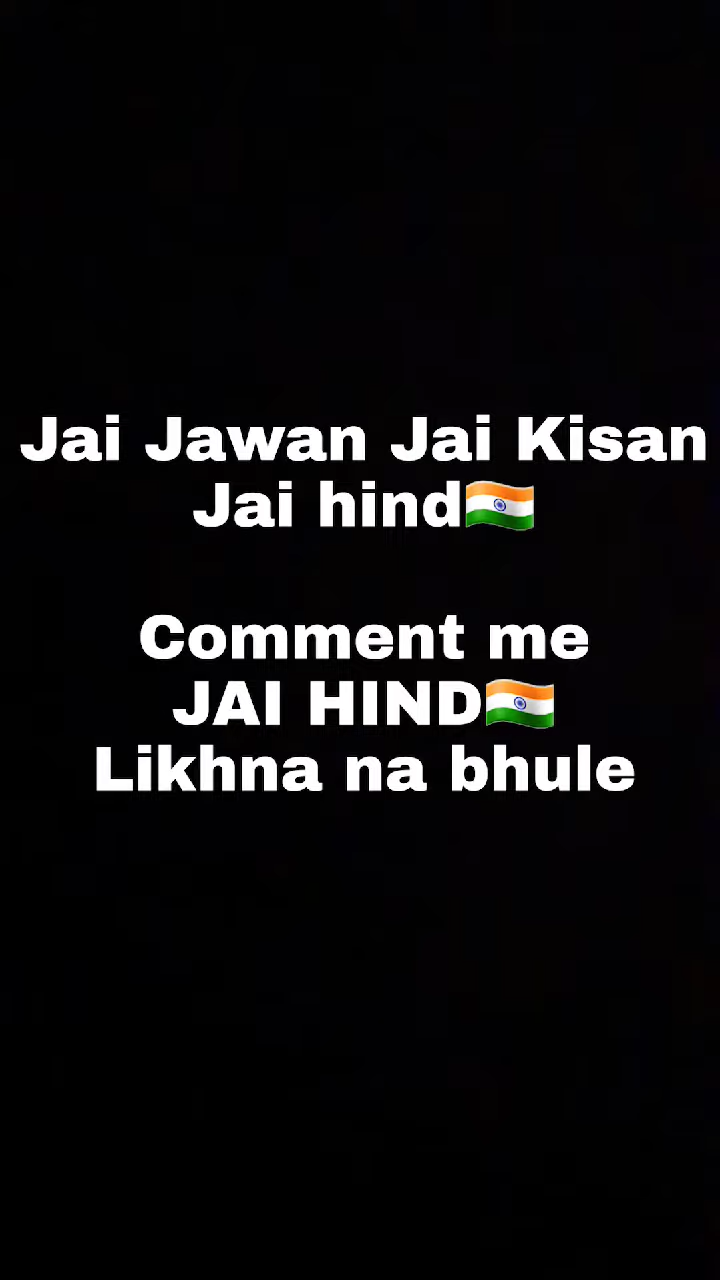 Jai Jawan Jai Kisan
Jai hind🇮🇳
Comment me
JAI HIND🇮🇳
Likhna na bhule